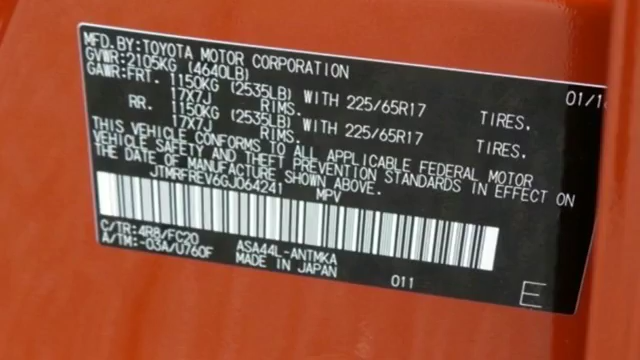 MFD.BY:TOYOTA MOTOR CORPORATION
GVWR:2105KG (4640LB) 01/1
GAWR:FRT. 1150KG (2535LB) WITH 225/65R17 TIRES.
17X7J RIMS.
RR. 1150KG (2535LB) WITH 225/65R17 TIRES.
17X7J RIMS.
THIS VEHICLE CONFORMS TO ALL APPLICABLE FEDERAL MOTOR
VEHICLE SAFETY AND THEFT PREVENTION STANDARDS IN EFFECT ON
THE DATE OF MANUFACTURE SHOWN ABOVE.
JTMRFREV6GJD64241 MPV
C/TR:4R8/FC20 ASA44L-ANTMKA
A/TM:-03A/U760F MADE IN JAPAN 011 E